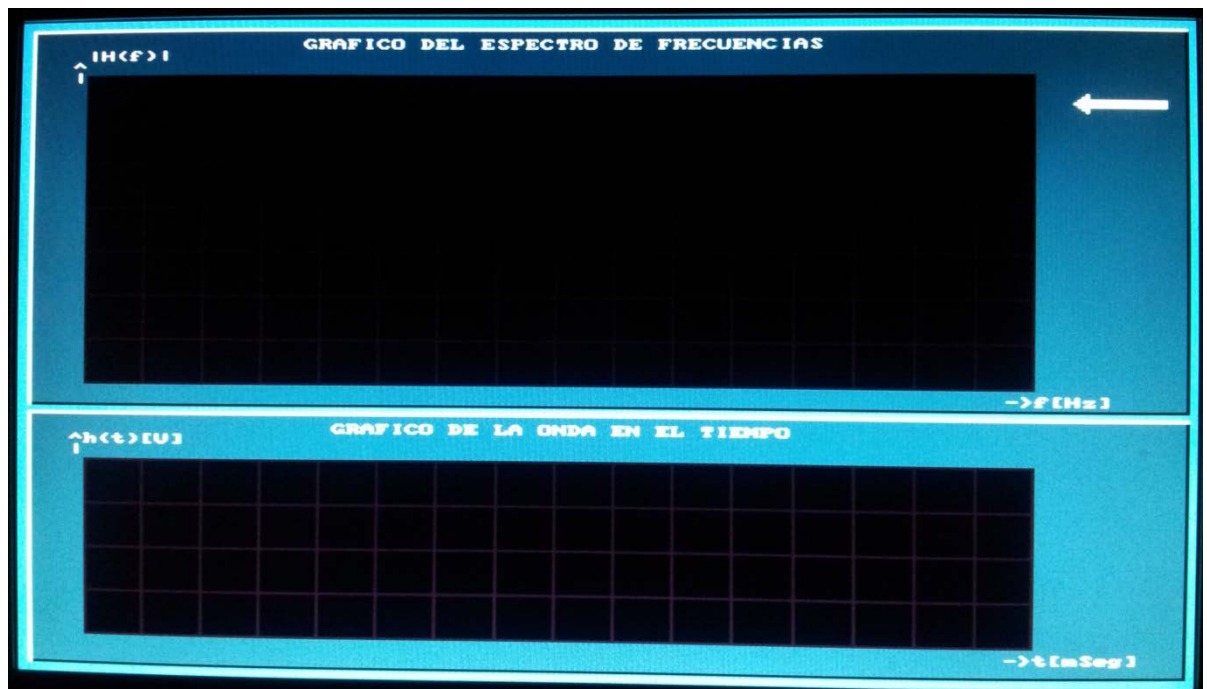 GRAFICO DEL ESPECTRO DE FRECUENCIAS
|H(f)|
->f[Hz]
GRAFICO DE LA ONDA EN EL TIEMPO
h(t)[V]
->t[mSeg]